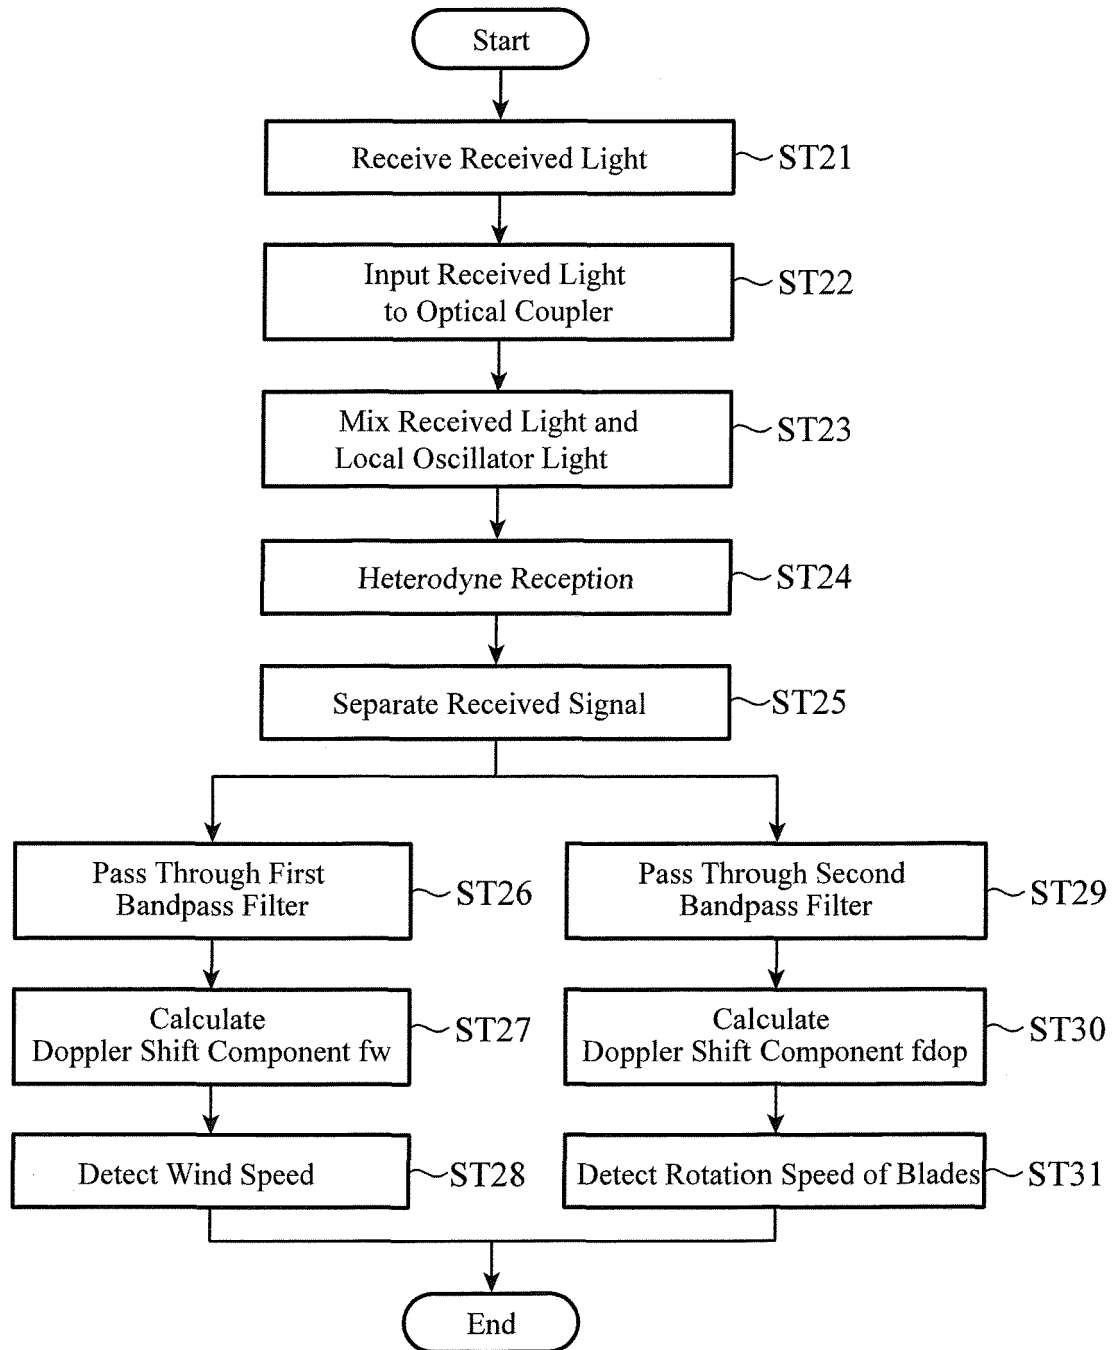 Start
Receive Received Light
ST21
Input Received Light
to Optical Coupler
ST22
Mix Received Light and
Local Oscillator Light
ST23
Heterodyne Reception
ST24
Separate Received Signal
ST25
Pass Through First
Bandpass Filter
ST26
Pass Through Second
Bandpass Filter
ST29
Calculate
Doppler Shift Component fw
ST27
Calculate
Doppler Shift Component fdop
ST30
Detect Wind Speed
ST28
Detect Rotation Speed of Blades
ST31
End